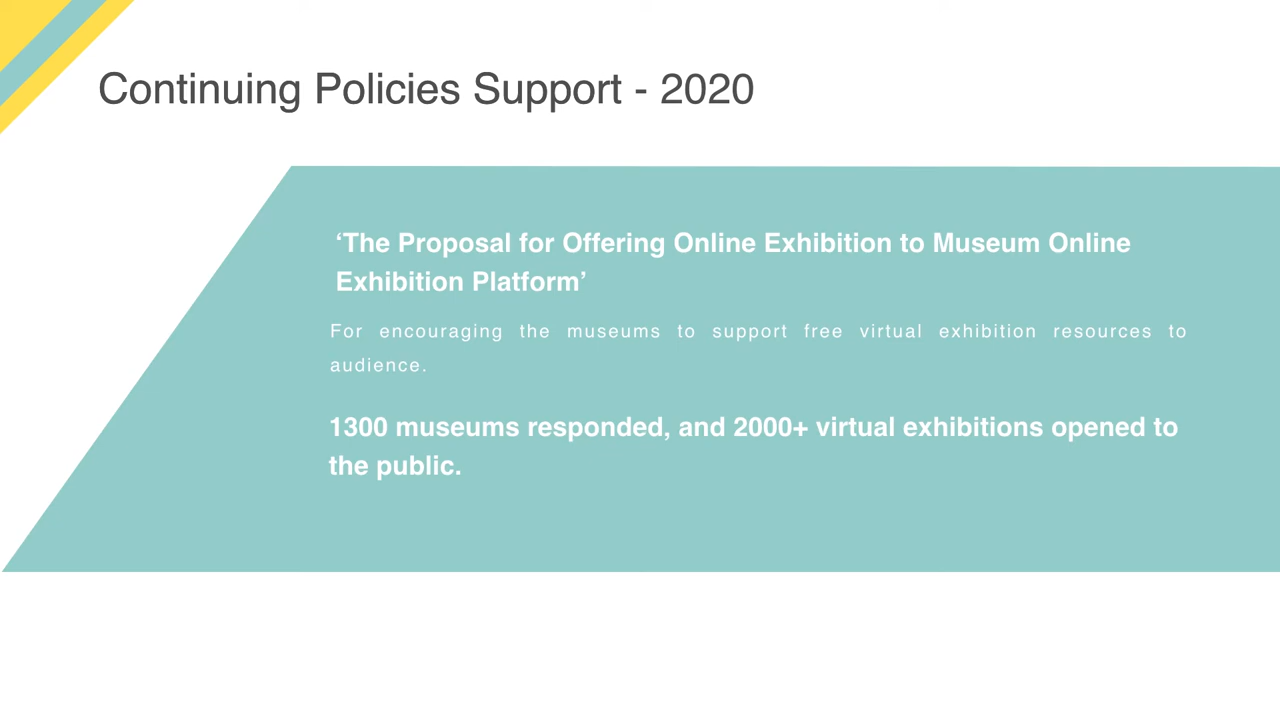 Continuing Policies Support - 2020
‘The Proposal for Offering Online Exhibition to Museum Online
Exhibition Platform’
For encouraging the museums to support free virtual exhibition resources to
audience.
1300 museums responded, and 2000+ virtual exhibitions opened to
the public.